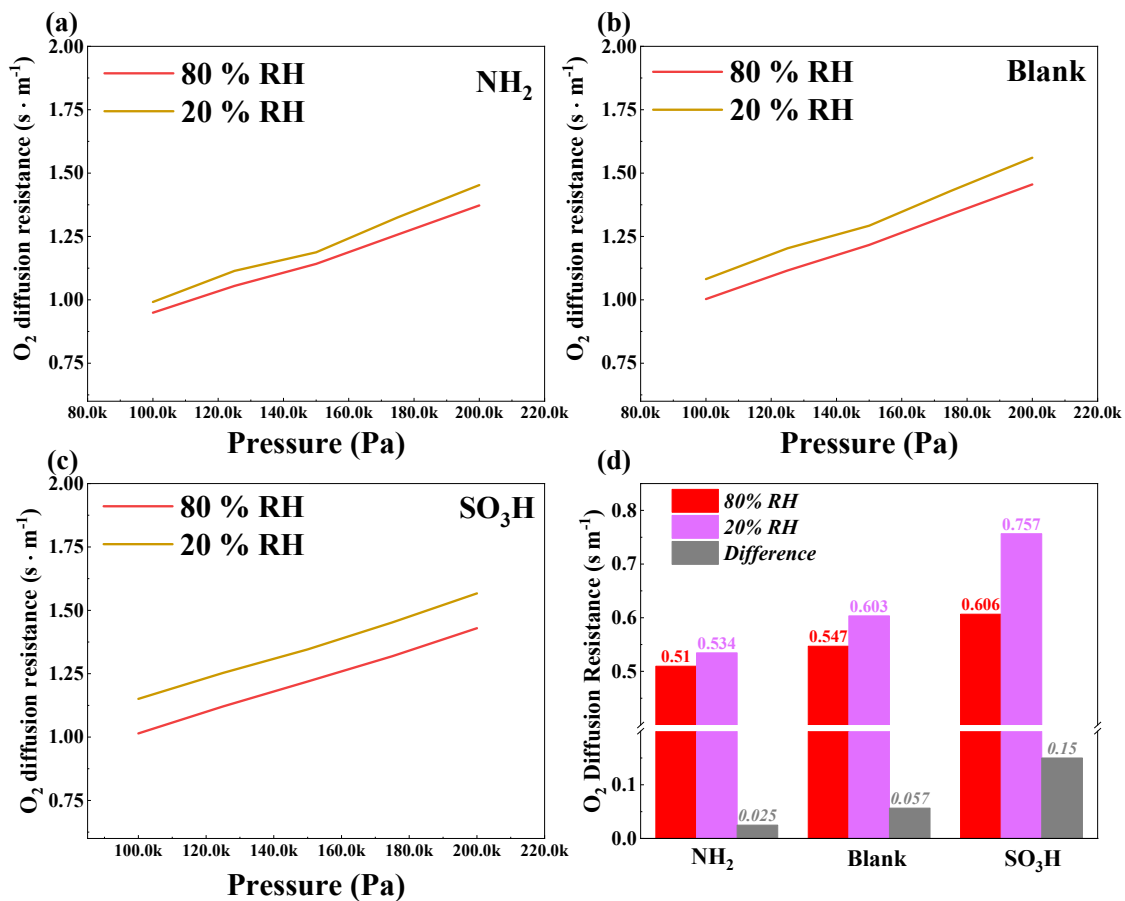 (a)
2.00
1.75
1.50
1.25
1.00
0.75
O₂ diffusion resistance (s · m⁻¹)
80 % RH
20 % RH
NH₂
80.0k 100.0k 120.0k 140.0k 160.0k 180.0k 200.0k 220.0k
Pressure (Pa)
(b)
2.00
1.75
1.50
1.25
1.00
0.75
O₂ diffusion resistance (s · m⁻¹)
80 % RH
20 % RH
Blank
80.0k 100.0k 120.0k 140.0k 160.0k 180.0k 200.0k 220.0k
Pressure (Pa)
(c)
2.00
1.75
1.50
1.25
1.00
0.75
O₂ diffusion resistance (s · m⁻¹)
80 % RH
20 % RH
SO₃H
100.0k 120.0k 140.0k 160.0k 180.0k 200.0k 220.0k
Pressure (Pa)
(d)
0.8
0.7
0.6
0.5
0.1
0.0
O₂ Diffusion Resistance (s m⁻¹)
80% RH
20% RH
Difference
0.51
0.534
0.025
0.547
0.603
0.057
0.606
0.757
0.15
NH₂ Blank SO₃H